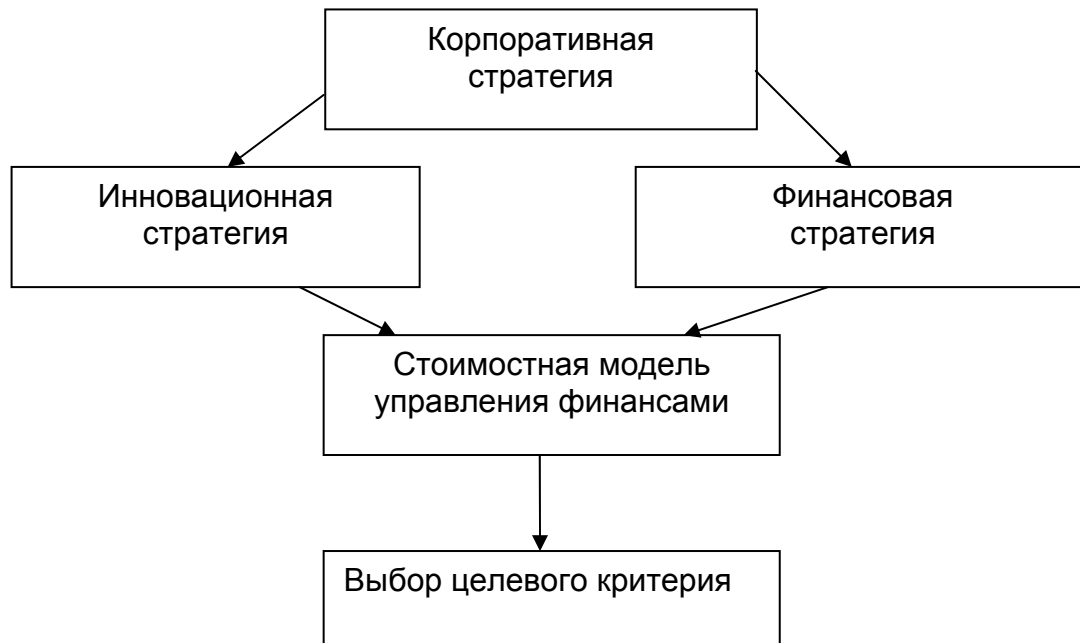 Корпоративная
стратегия
Инновационная
стратегия
Финансовая
стратегия
Стоимостная модель
управления финансами
Выбор целевого критерия